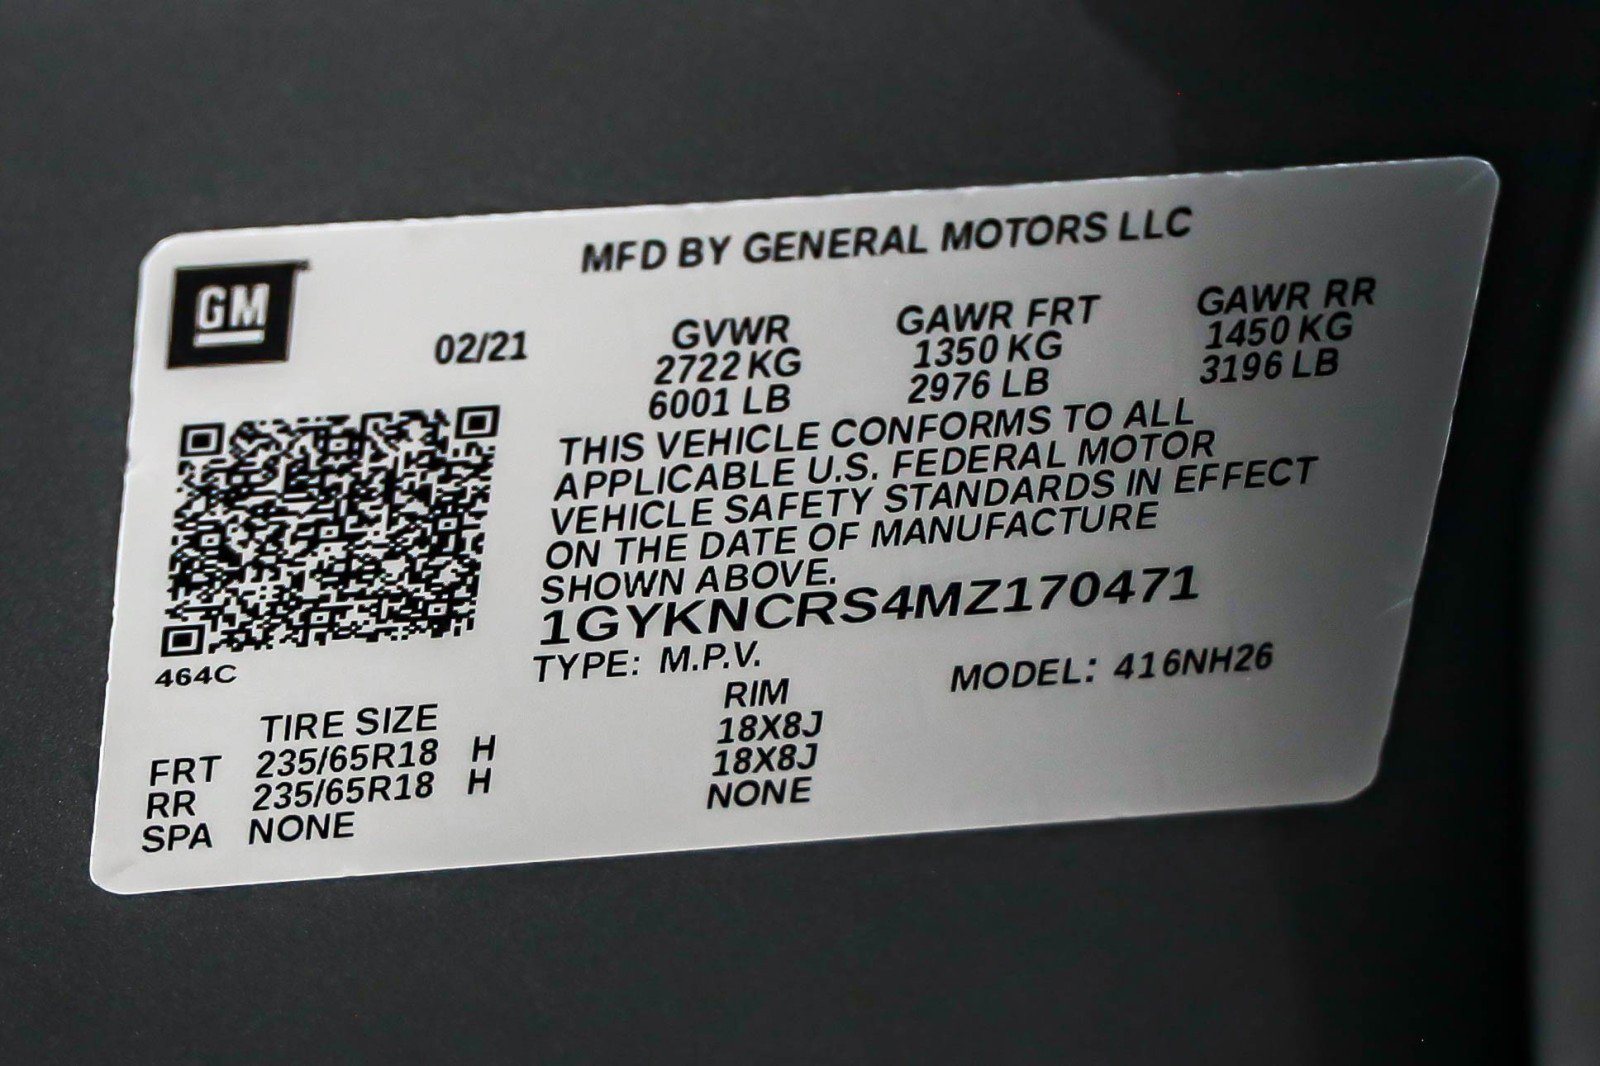 GM
MFD BY GENERAL MOTORS LLC
02/21 GVWR GAWR FRT GAWR RR
2722 KG 1350 KG 1450 KG
6001 LB 2976 LB 3196 LB
THIS VEHICLE CONFORMS TO ALL
APPLICABLE U.S. FEDERAL MOTOR
VEHICLE SAFETY STANDARDS IN EFFECT
ON THE DATE OF MANUFACTURE
SHOWN ABOVE.
1GYKNCRS4MZ170471
464C
TYPE: M.P.V. MODEL: 416NH26
TIRE SIZE RIM
FRT 235/65R18 H 18X8J
RR 235/65R18 H 18X8J
SPA NONE NONE